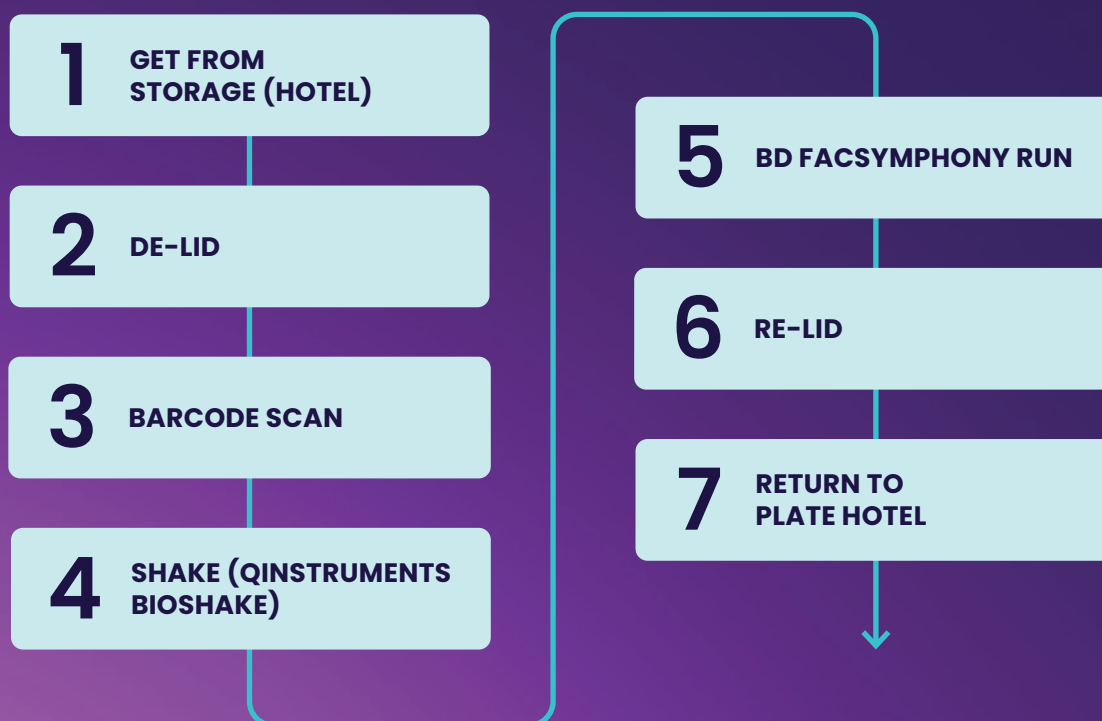 1
GET FROM
STORAGE (HOTEL)
2
DE-LID
3
BARCODE SCAN
4
SHAKE (QINSTRUMENTS
BIOSHAKE)
5
BD FACSYMPHONY RUN
6
RE-LID
7
RETURN TO
PLATE HOTEL